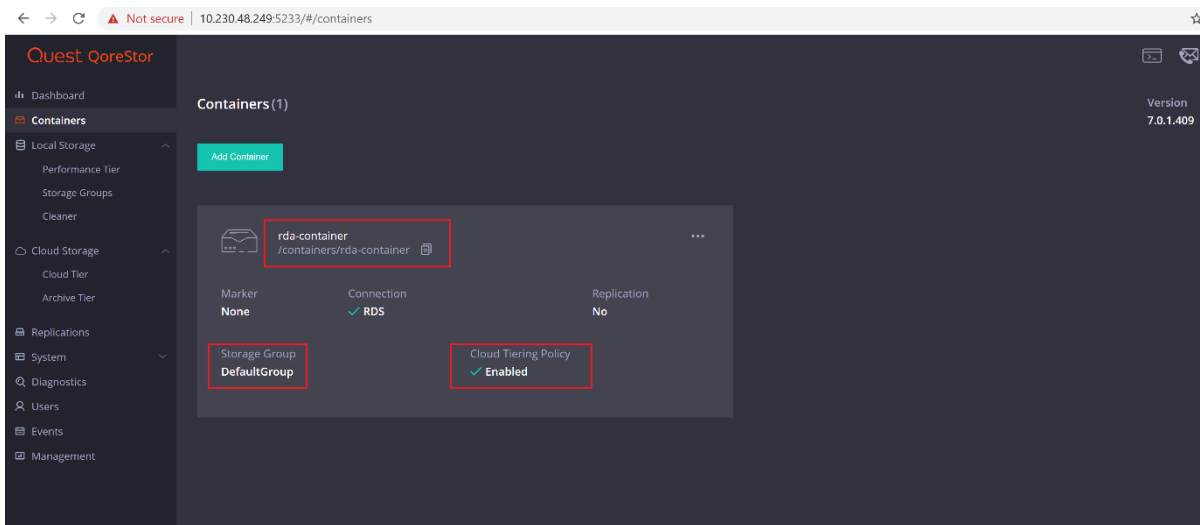 Not secure | 10.230.48.249:5233/#/containers
Quest QoreStor
Dashboard
Containers
Local Storage
Performance Tier
Storage Groups
Cleaner
Cloud Storage
Cloud Tier
Archive Tier
Replications
System
Diagnostics
Users
Events
Management
Containers (1)
Version
7.0.1.409
Add Container
rda-container
/containers/rda-container
Marker Connection Replication
None RDS No
Storage Group Cloud Tiering Policy
DefaultGroup Enabled